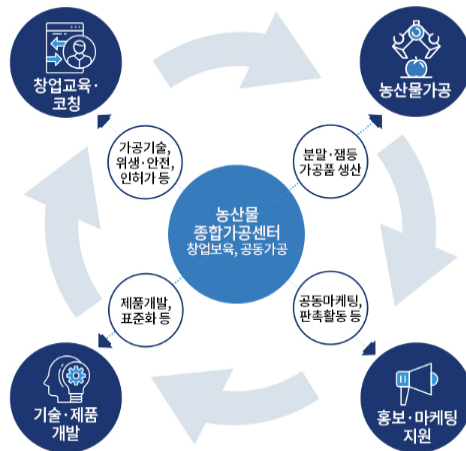 창업교육·
코칭
농산물가공
가공기술,
위생·안전,
인허가 등
분말·잼등
가공품 생산
농산물
종합가공센터
창업보육, 공동가공
제품개발,
표준화 등
공동마케팅,
판촉활동 등
기술·제품
개발
홍보·마케팅
지원